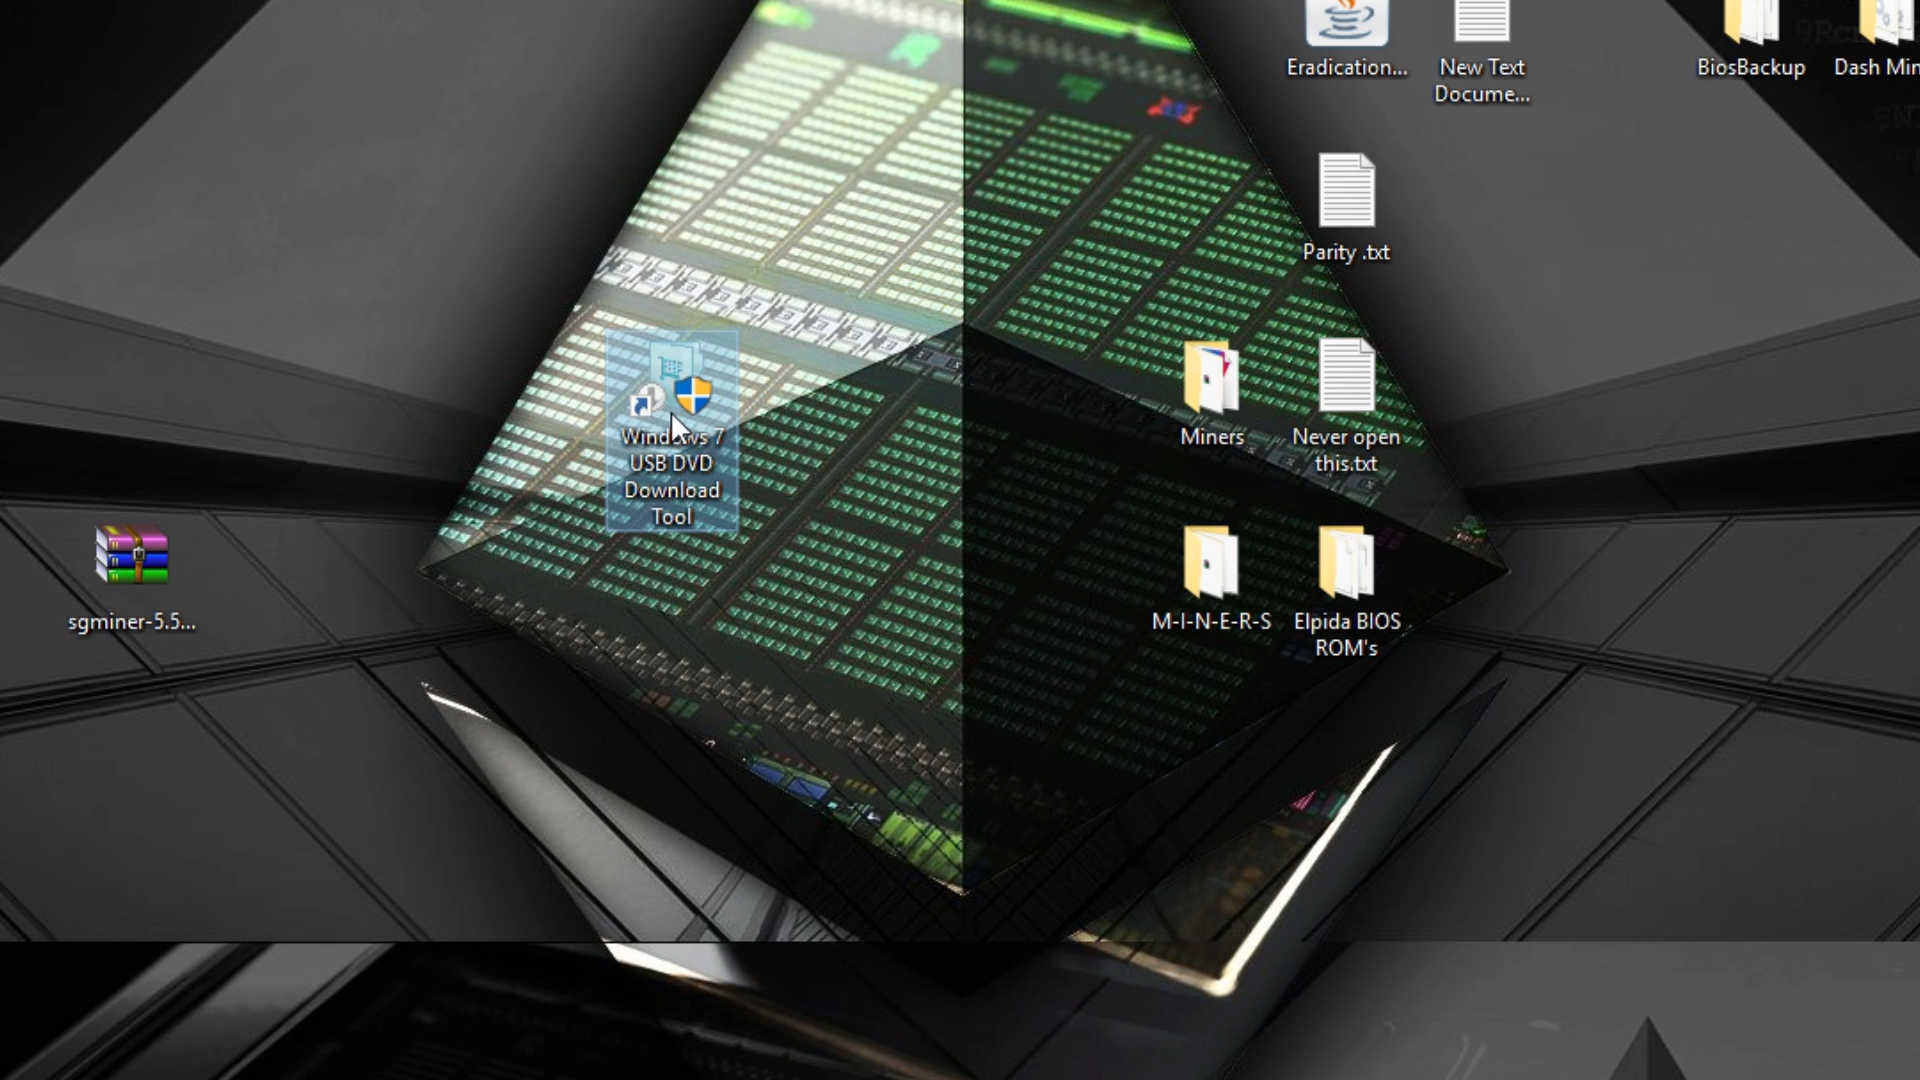 Eradication...
New Text
Docume...
BiosBackup
Dash Min
Parity .txt
Windows 7
USB DVD
Download
Tool
Miners
Never open
this.txt
sgminer-5.5...
M-I-N-E-R-S
Elpida BIOS
ROM's